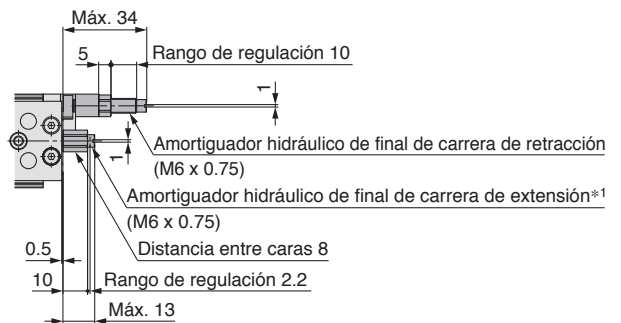 Máx. 34
5
Rango de regulación 10
1
Amortiguador hidráulico de final de carrera de retracción
(M6 x 0.75)
1
Amortiguador hidráulico de final de carrera de extensión*1
(M6 x 0.75)
0.5
Distancia entre caras 8
10
Rango de regulación 2.2
Máx. 13